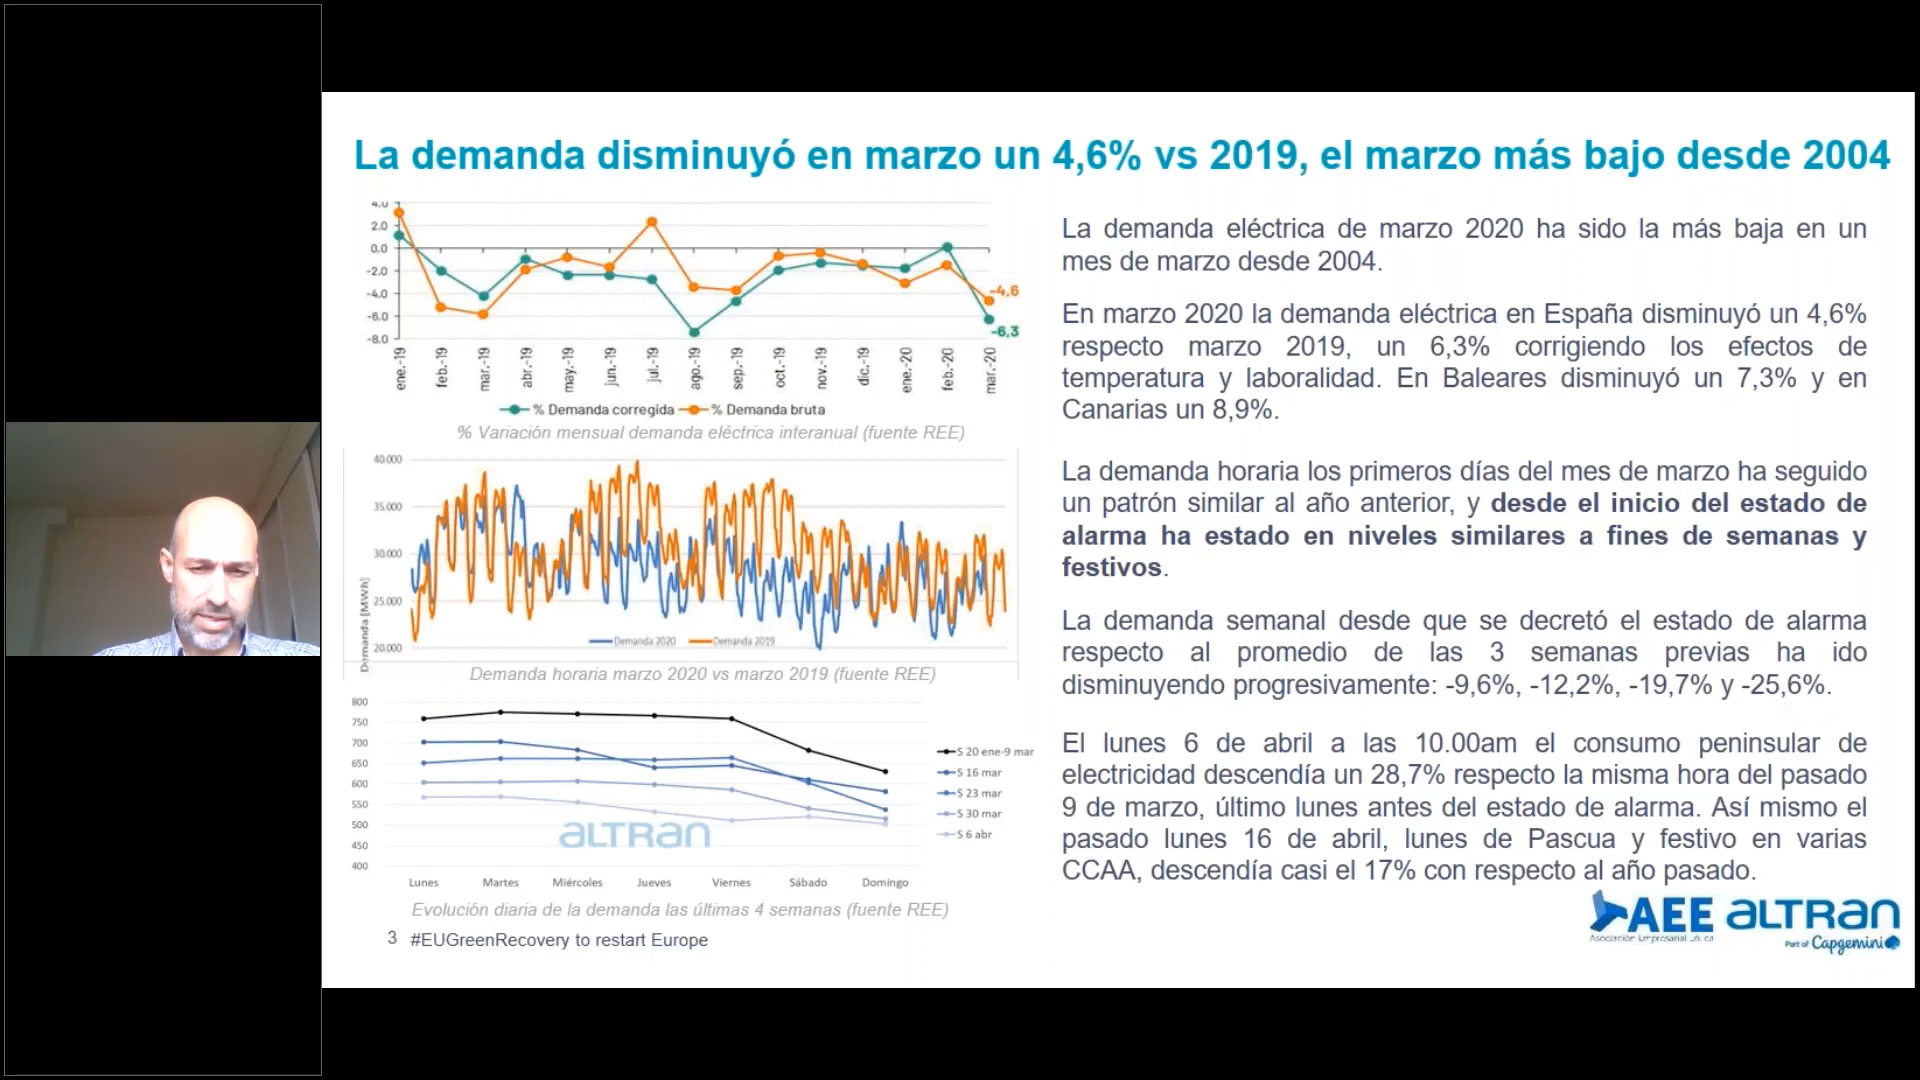 La demanda disminuyó en marzo un 4,6% vs 2019, el marzo más bajo desde 2004
4,0
2.0
0.0
-2.0
-4.0
-6.0
-8.0
-4,6
-6,3
ene.-19
feb.-19
mar.-19
abr.-19
may.-19
jun.-19
jul.-19
ago.-19
sep.-19
oct.-19
nov.-19
dic.-19
ene.-20
feb.-20
mar.-20
% Demanda corregida
% Demanda bruta
% Variación mensual demanda eléctrica interanual (fuente REE)
40.000
35.000
30.000
25.000
20.000
Demanda [MWh]
Demanda 2020
Demanda 2019
Demanda horaria marzo 2020 vs marzo 2019 (fuente REE)
800
750
700
650
600
550
500
450
400
Lunes
Martes
Miércoles
Jueves
Viernes
Sábado
Domingo
S 20 ene-9 mar
S 16 mar
S 23 mar
S 30 mar
S 6 abr
ALTRAN
Evolución diaria de la demanda las últimas 4 semanas (fuente REE)
3 #EUGreenRecovery to restart Europe
La demanda eléctrica de marzo 2020 ha sido la más baja en un
mes de marzo desde 2004.
En marzo 2020 la demanda eléctrica en España disminuyó un 4,6%
respecto marzo 2019, un 6,3% corrigiendo los efectos de
temperatura y laboralidad. En Baleares disminuyó un 7,3% y en
Canarias un 8,9%.
La demanda horaria los primeros días del mes de marzo ha seguido
un patrón similar al año anterior, y desde el inicio del estado de
alarma ha estado en niveles similares a fines de semanas y
festivos.
La demanda semanal desde que se decretó el estado de alarma
respecto al promedio de las 3 semanas previas ha ido
disminuyendo progresivamente: -9,6%, -12,2%, -19,7% y -25,6%.
El lunes 6 de abril a las 10.00am el consumo peninsular de
electricidad descendía un 28,7% respecto la misma hora del pasado
9 de marzo, último lunes antes del estado de alarma. Así mismo el
pasado lunes 16 de abril, lunes de Pascua y festivo en varias
CCAA, descendía casi el 17% con respecto al año pasado.
AEE
Asociación Empresarial Eólica
ALTRAN
Part of Capgemini